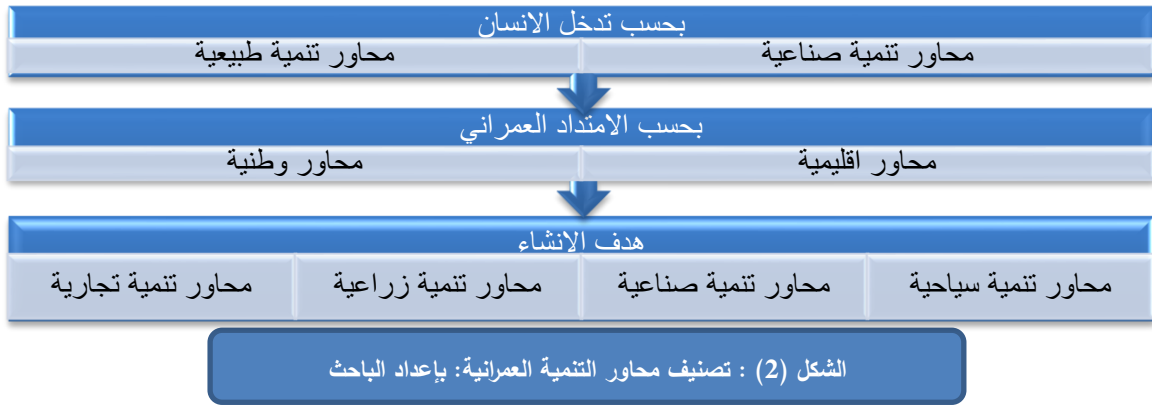 بحسب تدخل الانسان
محاور تنمية صناعية
محاور تنمية طبيعية
بحسب الامتداد العمراني
محاور اقليمية
محاور وطنية
هدف الانشاء
محاور تنمية سياحية
محاور تنمية صناعية
محاور تنمية زراعية
محاور تنمية تجارية
الشكل (2) : تصنيف محاور التنمية العمرانية: بإعداد الباحث